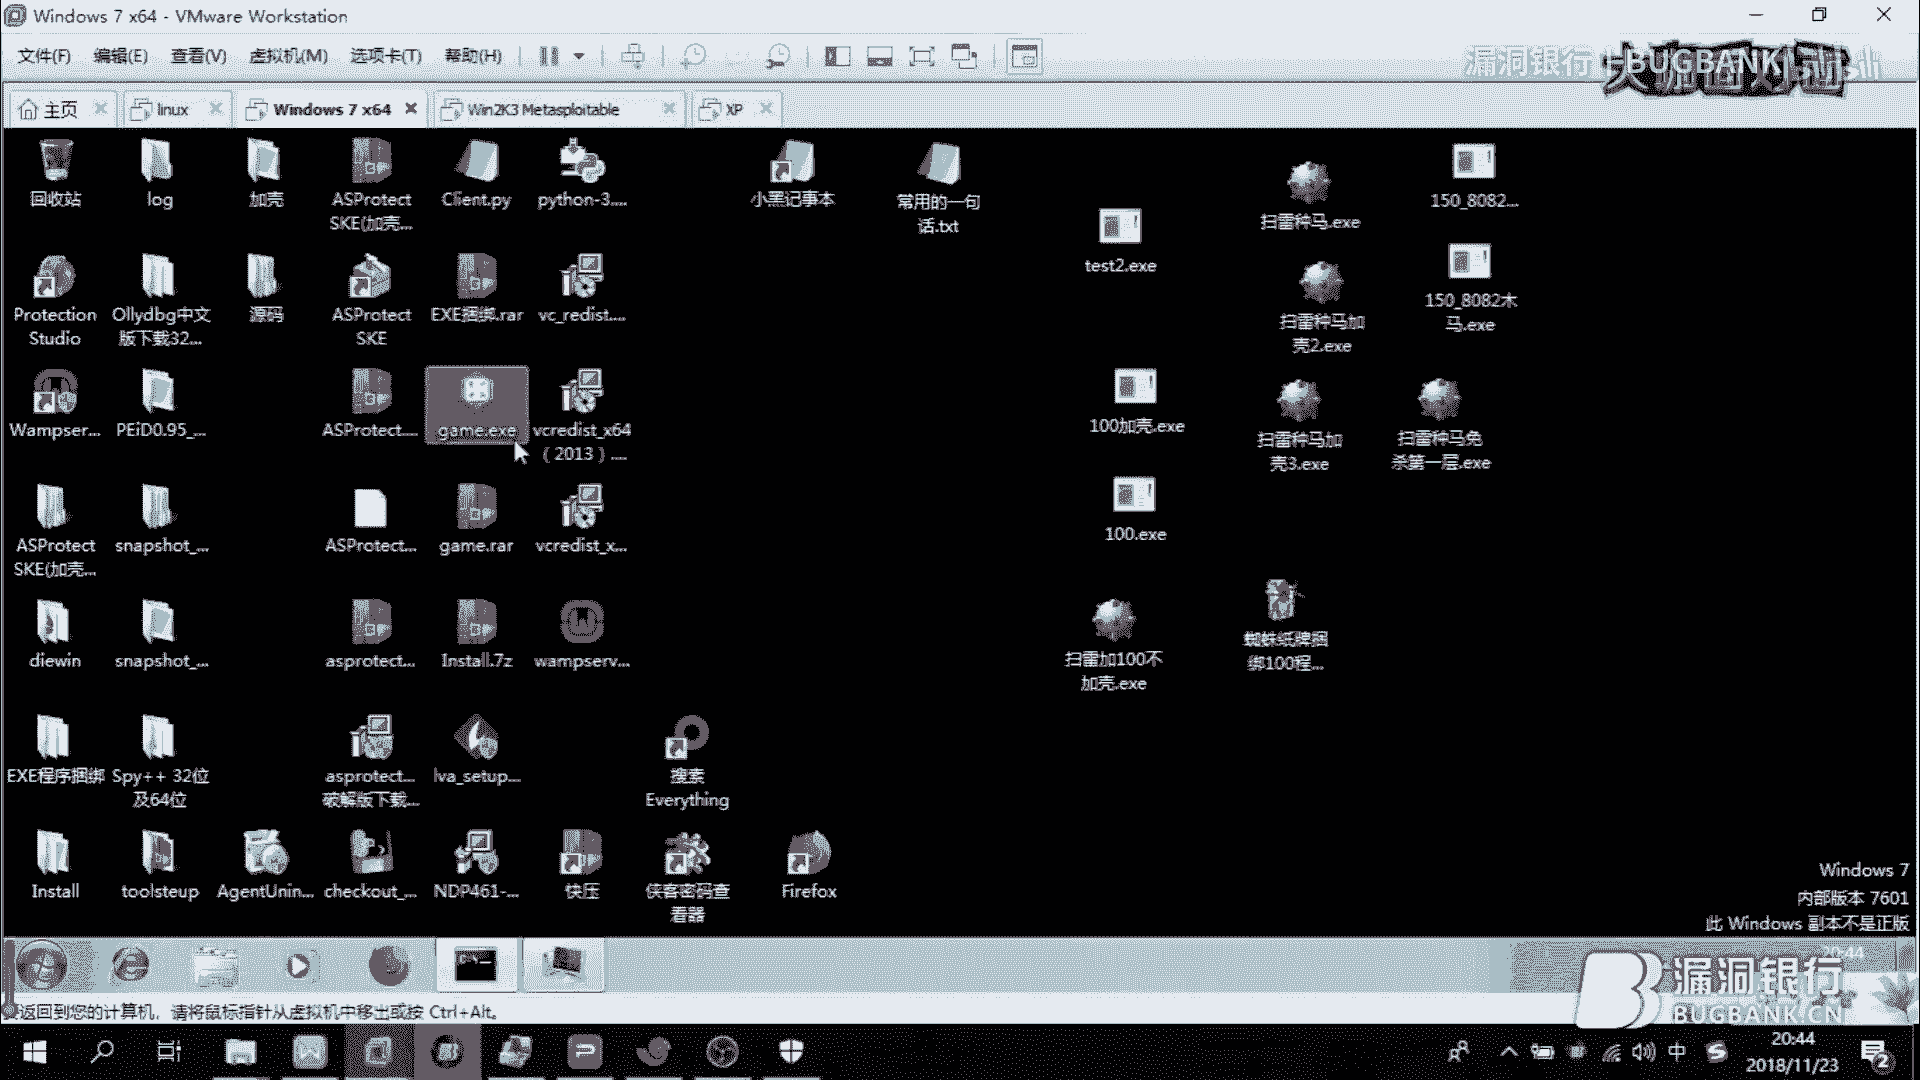 Windows 7 x64 - VMware Workstation
文件(F) 编辑(E) 查看(V) 虚拟机(M) 选项卡(T) 帮助(H)
漏洞银行 BUGBANK
主页 linux Windows 7 x64 Win2K3 Metasploitable XP
回收站
log
加壳
ASProtect
SKE(加壳...
Client.py
python-3....
小黑记事本
常用的一句
话.txt
test2.exe
扫雷种马.exe
150_8082...
Protection
Studio
Ollydbg中文
版下载32...
源码
ASProtect
SKE
EXE捆绑.rar
vc_redist....
扫雷种马加
壳2.exe
150_8082木
马.exe
Wampser...
PEiD0.95_...
ASProtect....
game.exe
vcredist_x64
(2013)....
100加壳.exe
扫雷种马加
壳3.exe
扫雷种马免
杀第一层.exe
ASProtect
SKE(加壳...
snapshot_...
ASProtect...
game.rar
vcredist_x...
100.exe
diewin
snapshot_...
asprotect...
Install.7z
wampserv...
扫雷加100不
加壳.exe
蜘蛛纸牌捆
绑100程...
EXE程序捆绑
Spy++ 32位
及64位
asprotect...
破解版下载...
lva_setup...
搜索
Everything
Install
toolsteup
AgentUnin...
checkout_...
NDP461-...
快压
侠客密码查
看器
Firefox
Windows 7
内部版本 7601
此 Windows 副本不是正版
20:44
漏洞银行
BUGBANK.CN
返回到您的计算机，请将鼠标指针从虚拟机中移出或按 Ctrl+Alt。
中
20:44
2018/11/23
2